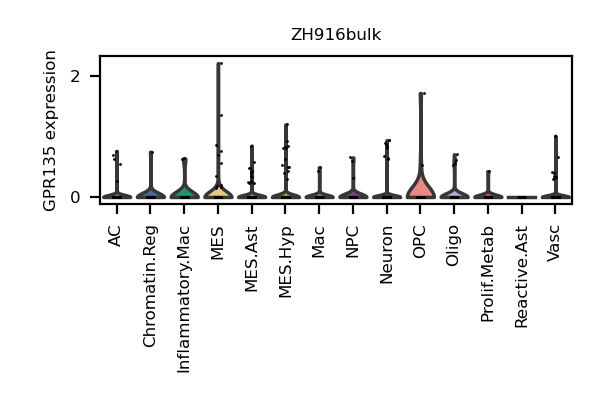 ZH916bulk
GPR135 expression
2
0
AC
Chromatin.Reg
Inflammatory.Mac
MES
MES.Ast
MES.Hyp
Mac
NPC
Neuron
OPC
Oligo
Prolif.Metab
Reactive.Ast
Vasc